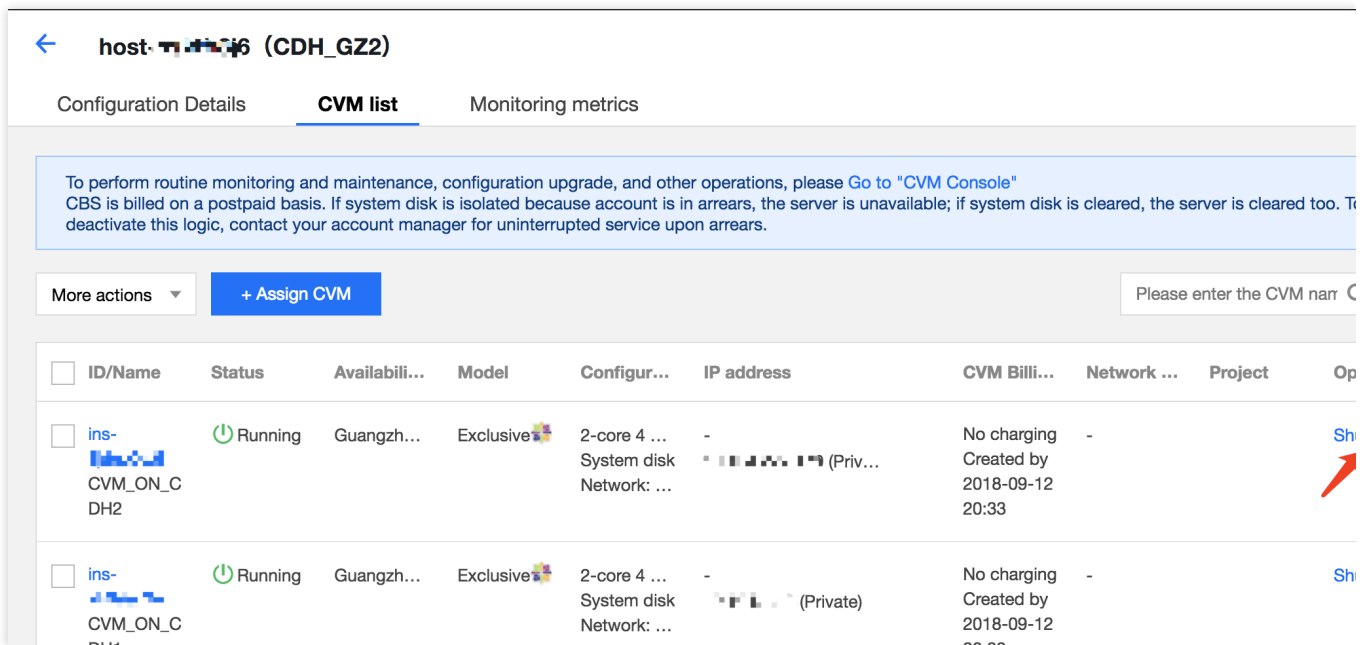 host- 6 (CDH_GZ2)
Configuration Details CVM list Monitoring metrics
To perform routine monitoring and maintenance, configuration upgrade, and other operations, please Go to "CVM Console"
CBS is billed on a postpaid basis. If system disk is isolated because account is in arrears, the server is unavailable; if system disk is cleared, the server is cleared too. To
deactivate this logic, contact your account manager for uninterrupted service upon arrears.
More actions + Assign CVM Please enter the CVM nam
ID/Name Status Availabili... Model Configur... IP address CVM Billi... Network ... Project Op
ins- Running Guangzh... Exclusive 2-core 4 ... - No charging - Sh
System disk (Priv... Created by
CVM_ON_C Network: ... 2018-09-12
DH2 20:33
ins- Running Guangzh... Exclusive 2-core 4 ... - No charging - Sh
System disk (Private) Created by
CVM_ON_C Network: ... 2018-09-12